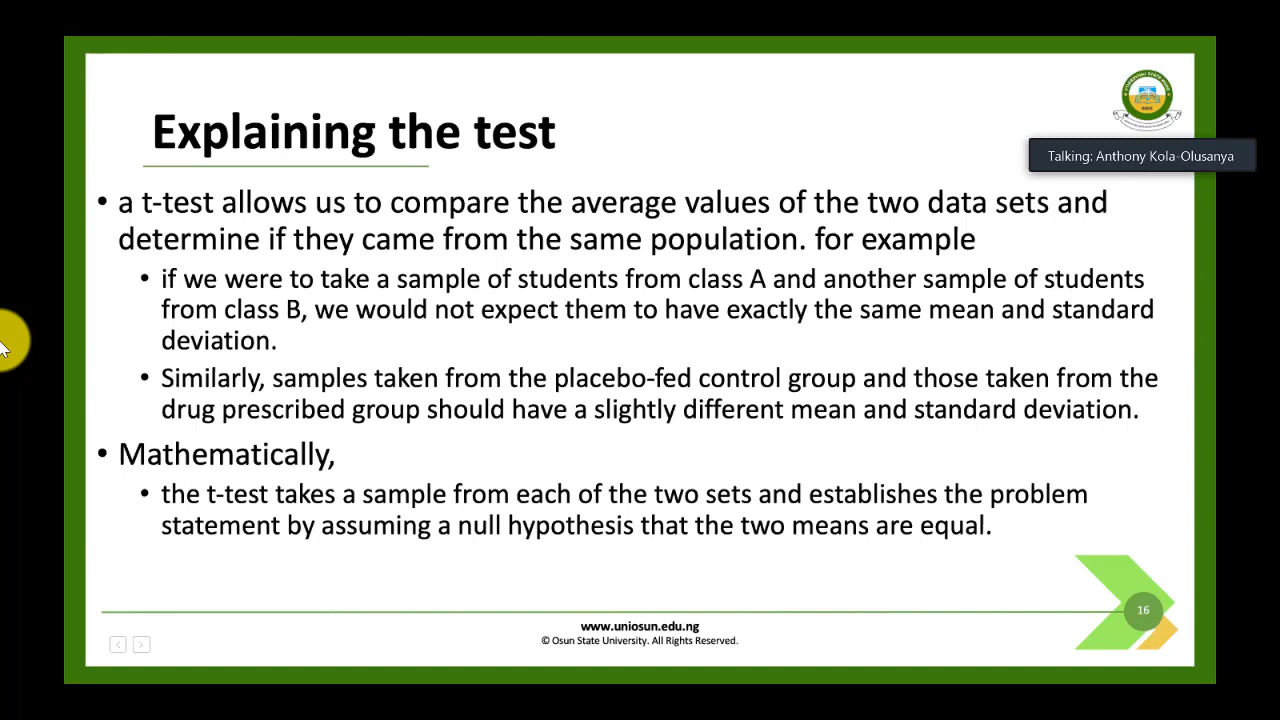 Explaining the test
Talking: Anthony Kola-Olusanya
• a t-test allows us to compare the average values of the two data sets and
determine if they came from the same population. for example
• if we were to take a sample of students from class A and another sample of students
from class B, we would not expect them to have exactly the same mean and standard
deviation.
• Similarly, samples taken from the placebo-fed control group and those taken from the
drug prescribed group should have a slightly different mean and standard deviation.
• Mathematically,
• the t-test takes a sample from each of the two sets and establishes the problem
statement by assuming a null hypothesis that the two means are equal.
16
www.uniosun.edu.ng
© Osun State University. All Rights Reserved.